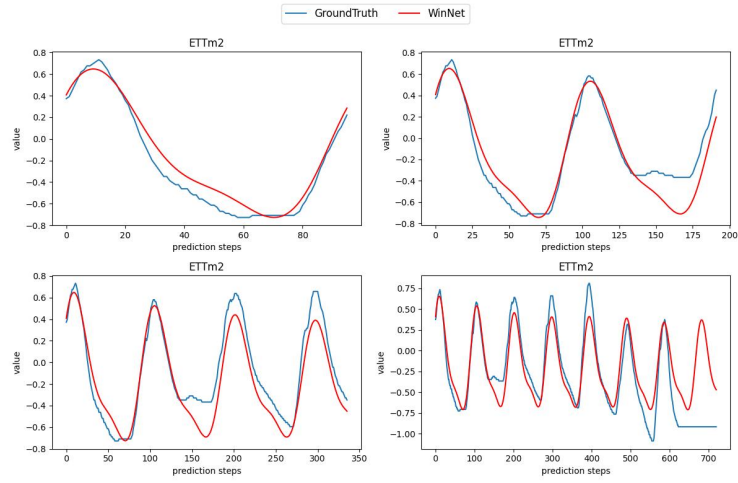 GroundTruth WinNet
ETTm2 ETTm2
0.8 0.6 0.4 0.2 0.0 −0.2 −0.4 −0.6 −0.8
value
0 20 40 60 80
prediction steps
0.8 0.6 0.4 0.2 0.0 −0.2 −0.4 −0.6 −0.8
value
0 25 50 75 100 125 150 175 200
prediction steps
ETTm2 ETTm2
0.8 0.6 0.4 0.2 0.0 −0.2 −0.4 −0.6 −0.8
value
0 50 100 150 200 250 300 350
prediction steps
0.75 0.50 0.25 0.00 −0.25 −0.50 −0.75 −1.00
value
0 100 200 300 400 500 600 700
prediction steps